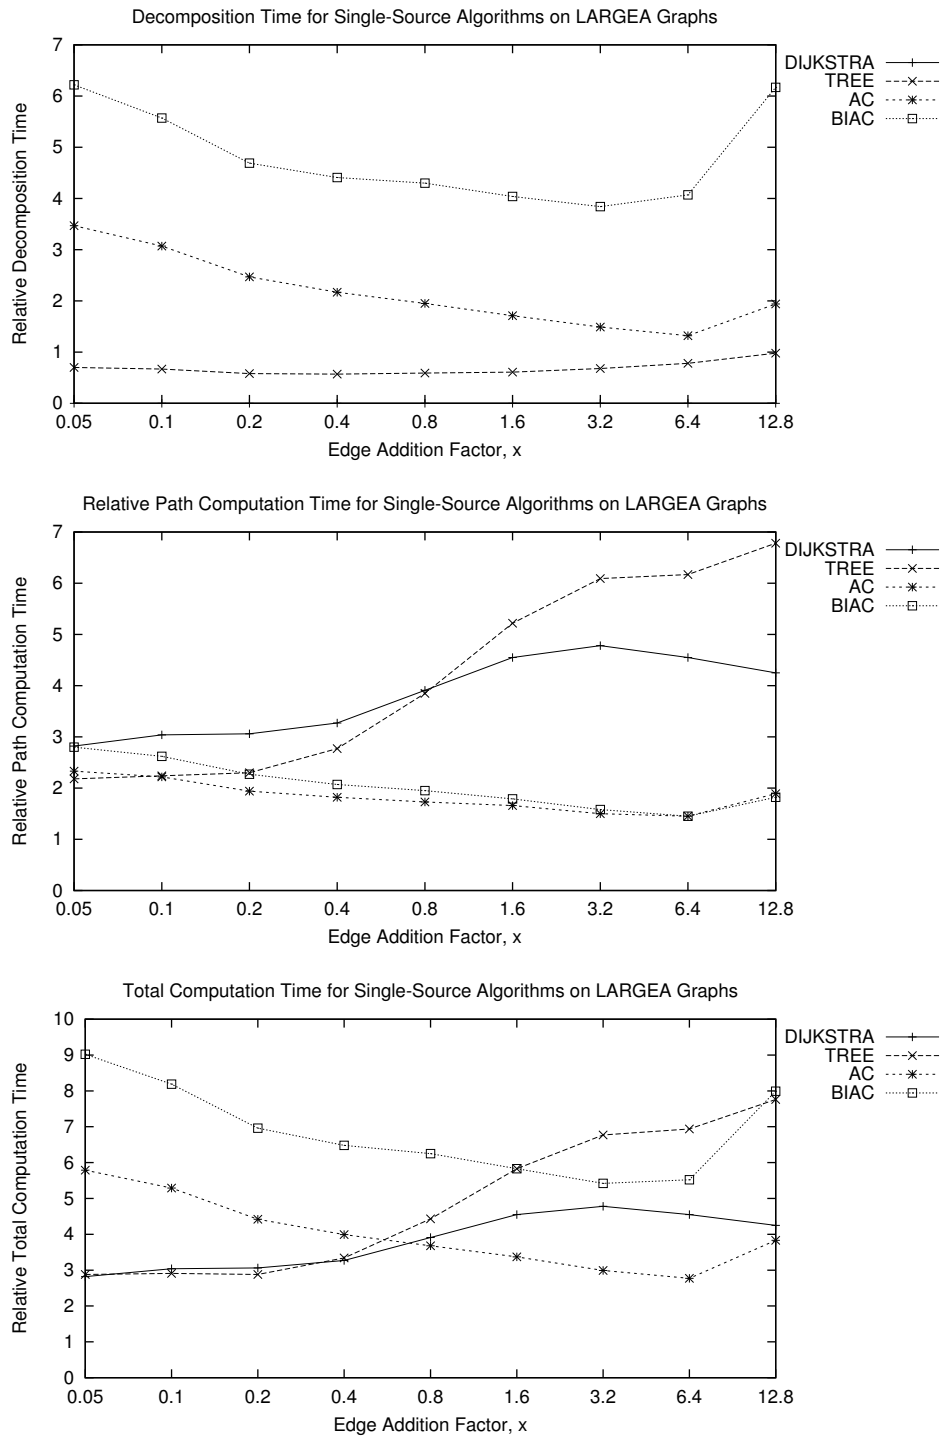 Decomposition Time for Single-Source Algorithms on LARGEA Graphs
7
6
5
4
3
2
1
0
Relative Decomposition Time
0.05 0.1 0.2 0.4 0.8 1.6 3.2 6.4 12.8
Edge Addition Factor, x
DIJKSTRA
TREE
AC
BIAC
Relative Path Computation Time for Single-Source Algorithms on LARGEA Graphs
7
6
5
4
3
2
1
0
Relative Path Computation Time
0.05 0.1 0.2 0.4 0.8 1.6 3.2 6.4 12.8
Edge Addition Factor, x
DIJKSTRA
TREE
AC
BIAC
Total Computation Time for Single-Source Algorithms on LARGEA Graphs
10
9
8
7
6
5
4
3
2
1
0
Relative Total Computation Time
0.05 0.1 0.2 0.4 0.8 1.6 3.2 6.4 12.8
Edge Addition Factor, x
DIJKSTRA
TREE
AC
BIAC